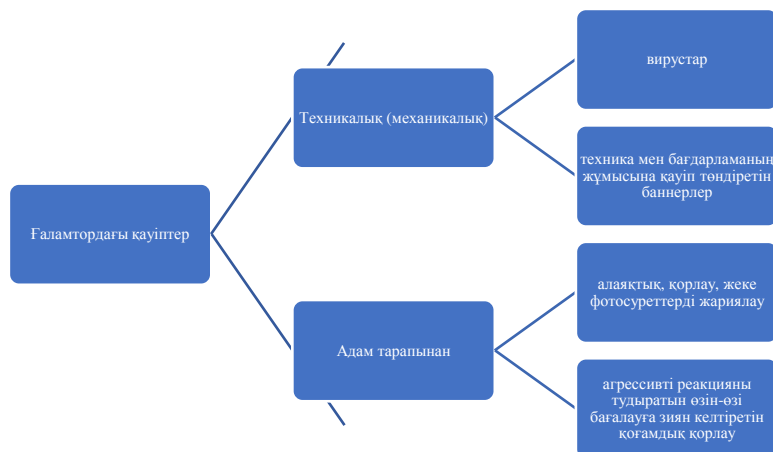 Ғаламтордағы қауіптер
Техникалық (механикалық)
вирустар
техника мен бағдарламаның
жұмысына қауіп төндіретін
баннерлер
Адам тарапынан
алаяқтық, қорлау, жеке
фотосуреттерді жариялау
агрессивті реакцияны
тудыратын өзін-өзі
бағалауға зиян келтіретін
қоғамдық қорлау